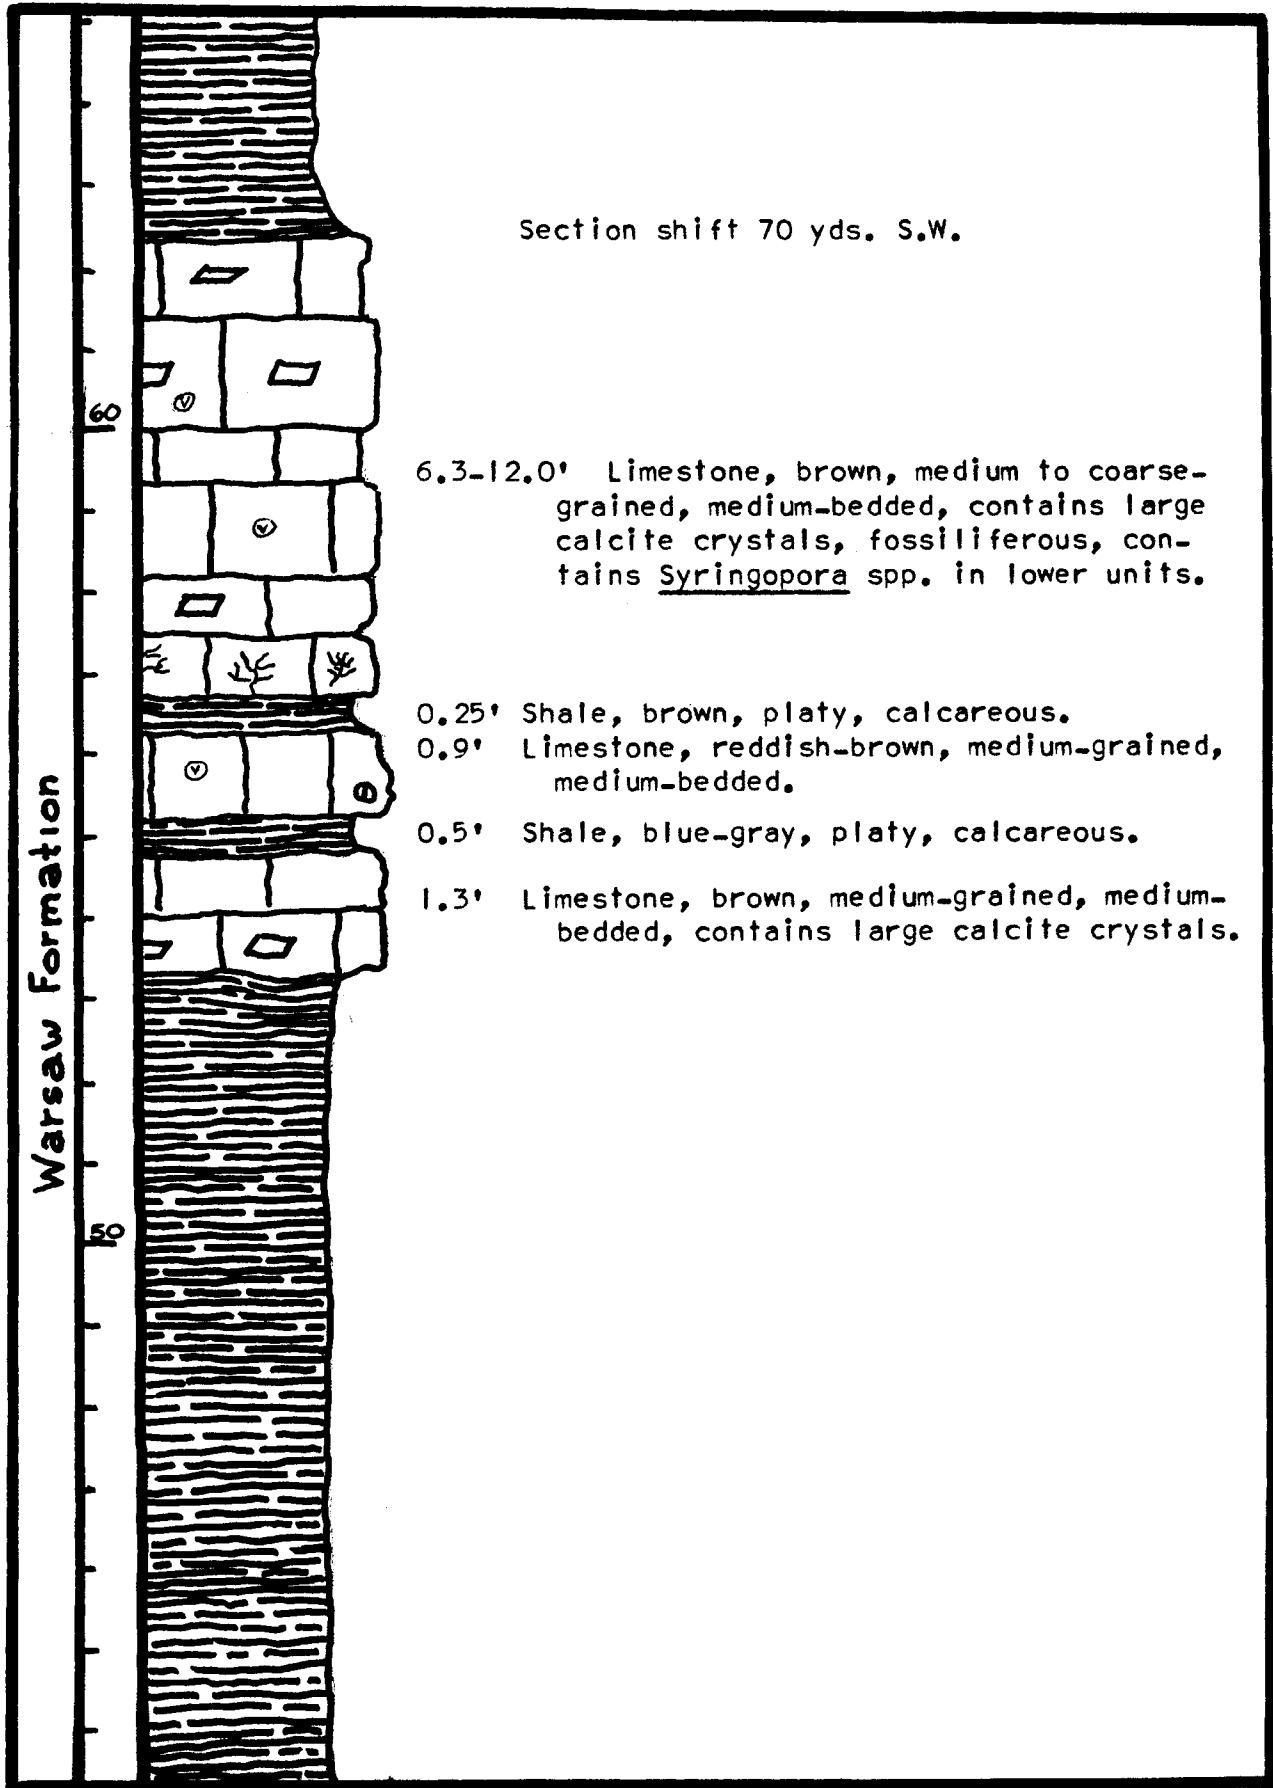 Section shift 70 yds. S.W.
60
6.3-12.0' Limestone, brown, medium to coarse-
grained, medium-bedded, contains large
calcite crystals, fossiliferous, con-
tains Syringopora spp. in lower units.
0.25' Shale, brown, platy, calcareous.
0.9' Limestone, reddish-brown, medium-grained,
medium-bedded.
0.5' Shale, blue-gray, platy, calcareous.
1.3' Limestone, brown, medium-grained, medium-
bedded, contains large calcite crystals.
Warsaw Formation
50